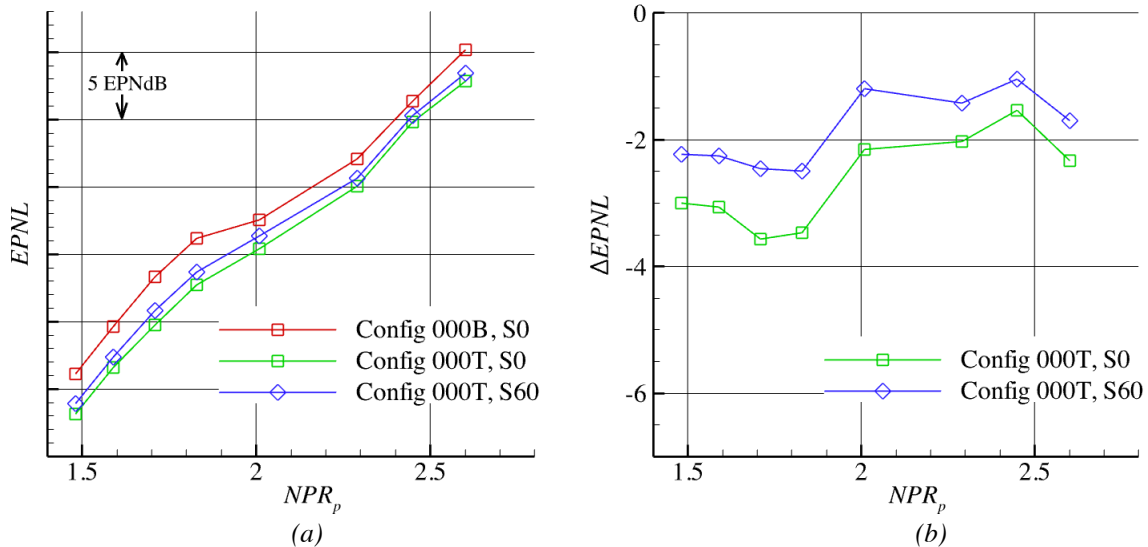 5 EPNdB
EPNL
Config 000B, S0
Config 000T, S0
Config 000T, S60
1.5 2 2.5
NPRp
(a)
0
-2
-4
-6
ΔEPNL
Config 000T, S0
Config 000T, S60
1.5 2 2.5
NPRp
(b)